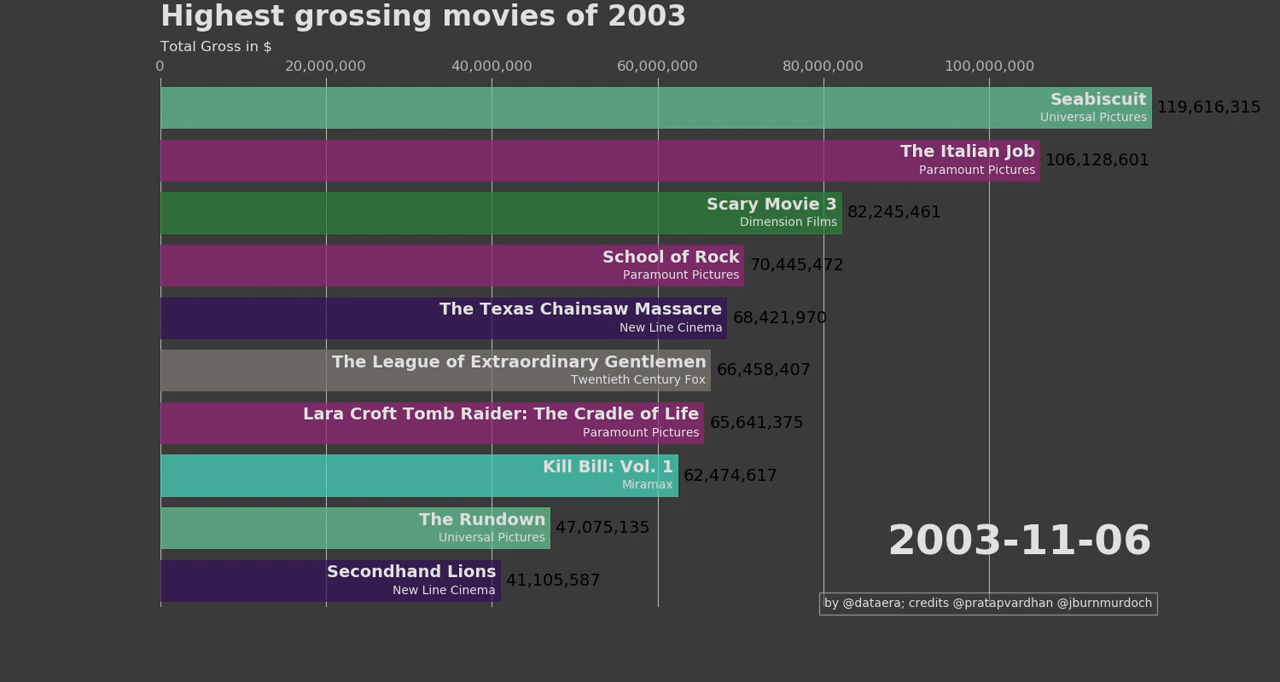 Highest grossing movies of 2003
Total Gross in $
0 20,000,000 40,000,000 60,000,000 80,000,000 100,000,000
Seabiscuit
Universal Pictures
119,616,315
The Italian Job
Paramount Pictures
106,128,601
Scary Movie 3
Dimension Films
82,245,461
School of Rock
Paramount Pictures
70,445,472
The Texas Chainsaw Massacre
New Line Cinema
68,421,970
The League of Extraordinary Gentlemen
Twentieth Century Fox
66,458,407
Lara Croft Tomb Raider: The Cradle of Life
Paramount Pictures
65,641,375
Kill Bill: Vol. 1
Miramax
62,474,617
The Rundown
Universal Pictures
47,075,135
2003-11-06
Secondhand Lions
New Line Cinema
41,105,587
by @dataera; credits @pratapvardhan @jburnmurdoch